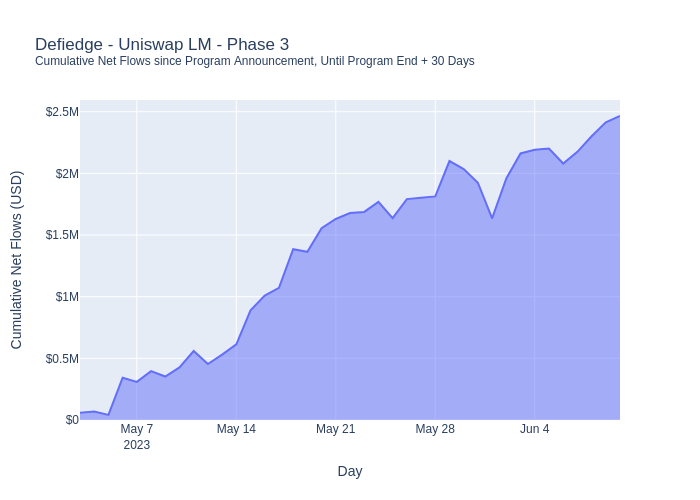 Defiedge - Uniswap LM - Phase 3
Cumulative Net Flows since Program Announcement, Until Program End + 30 Days
Cumulative Net Flows (USD)
$2.5M
$2M
$1.5M
$1M
$0.5M
$0
May 7
2023
May 14
May 21
May 28
Jun 4
Day